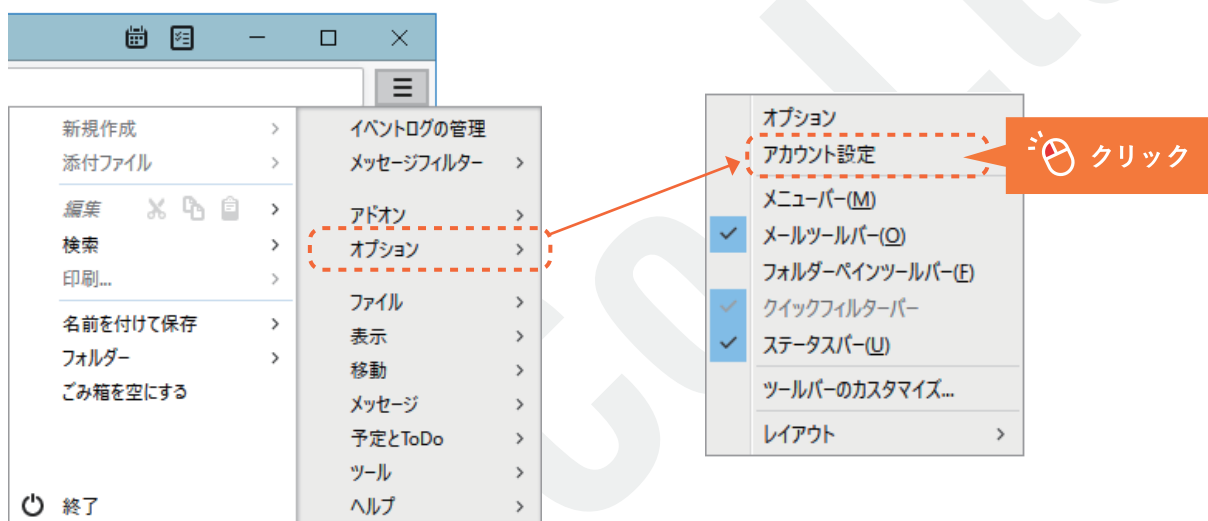 新規作成
添付ファイル
編集
検索
印刷...
名前を付けて保存
フォルダー
ごみ箱を空にする
終了
イベントログの管理
メッセージフィルター
アドオン
オプション
ファイル
表示
移動
メッセージ
予定とToDo
ツール
ヘルプ
オプション
アカウント設定
メニューバー(M)
メールツールバー(O)
フォルダーペインツールバー(F)
クイックフィルターバー
ステータスバー(U)
ツールバーのカスタマイズ...
レイアウト
クリック